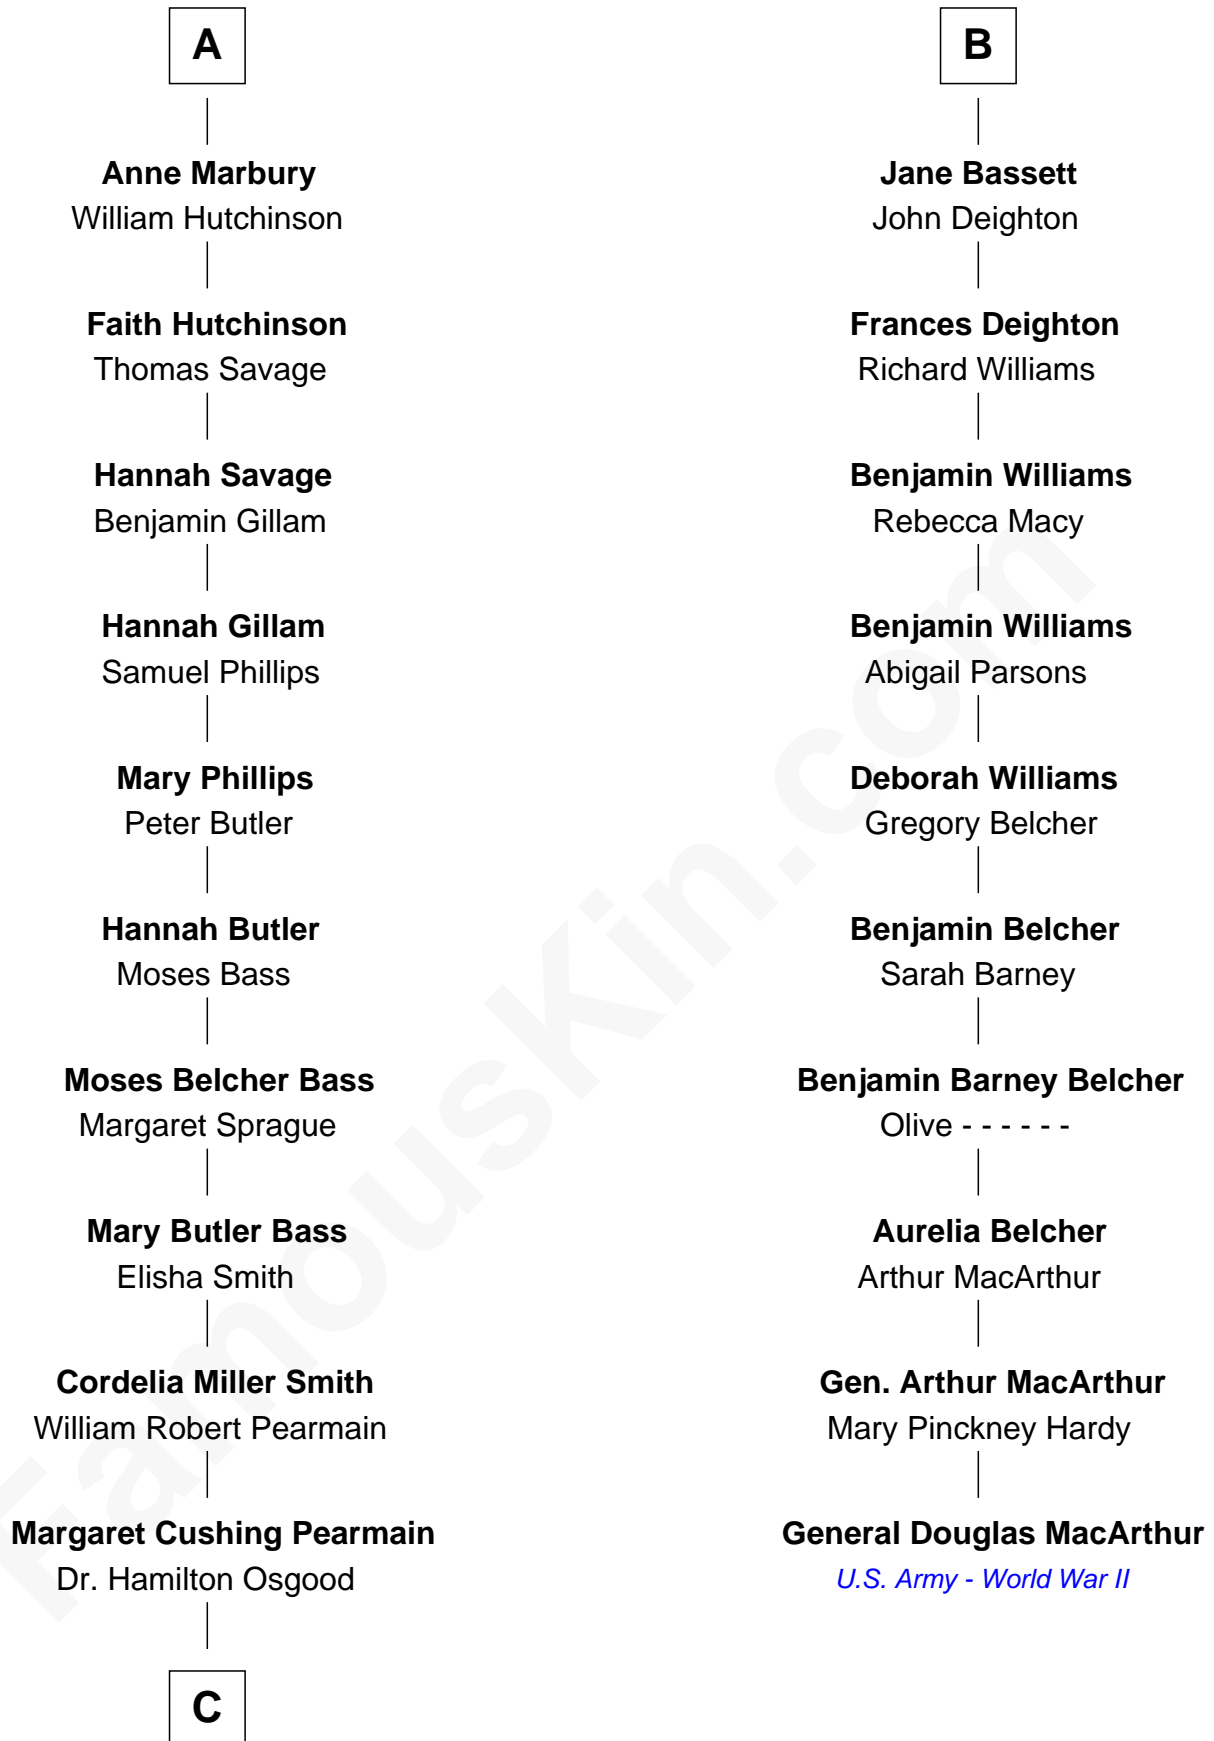 A
Anne Marbury
William Hutchinson
Faith Hutchinson
Thomas Savage
Hannah Savage
Benjamin Gillam
Hannah Gillam
Samuel Phillips
Mary Phillips
Peter Butler
Hannah Butler
Moses Bass
Moses Belcher Bass
Margaret Sprague
Mary Butler Bass
Elisha Smith
Cordelia Miller Smith
William Robert Pearmain
Margaret Cushing Pearmain
Dr. Hamilton Osgood
C
B
Jane Bassett
John Deighton
Frances Deighton
Richard Williams
Benjamin Williams
Rebecca Macy
Benjamin Williams
Abigail Parsons
Deborah Williams
Gregory Belcher
Benjamin Belcher
Sarah Barney
Benjamin Barney Belcher
Olive - - - - - -
Aurelia Belcher
Arthur MacArthur
Gen. Arthur MacArthur
Mary Pinckney Hardy
General Douglas MacArthur
U.S. Army - World War II
FamousKin.com